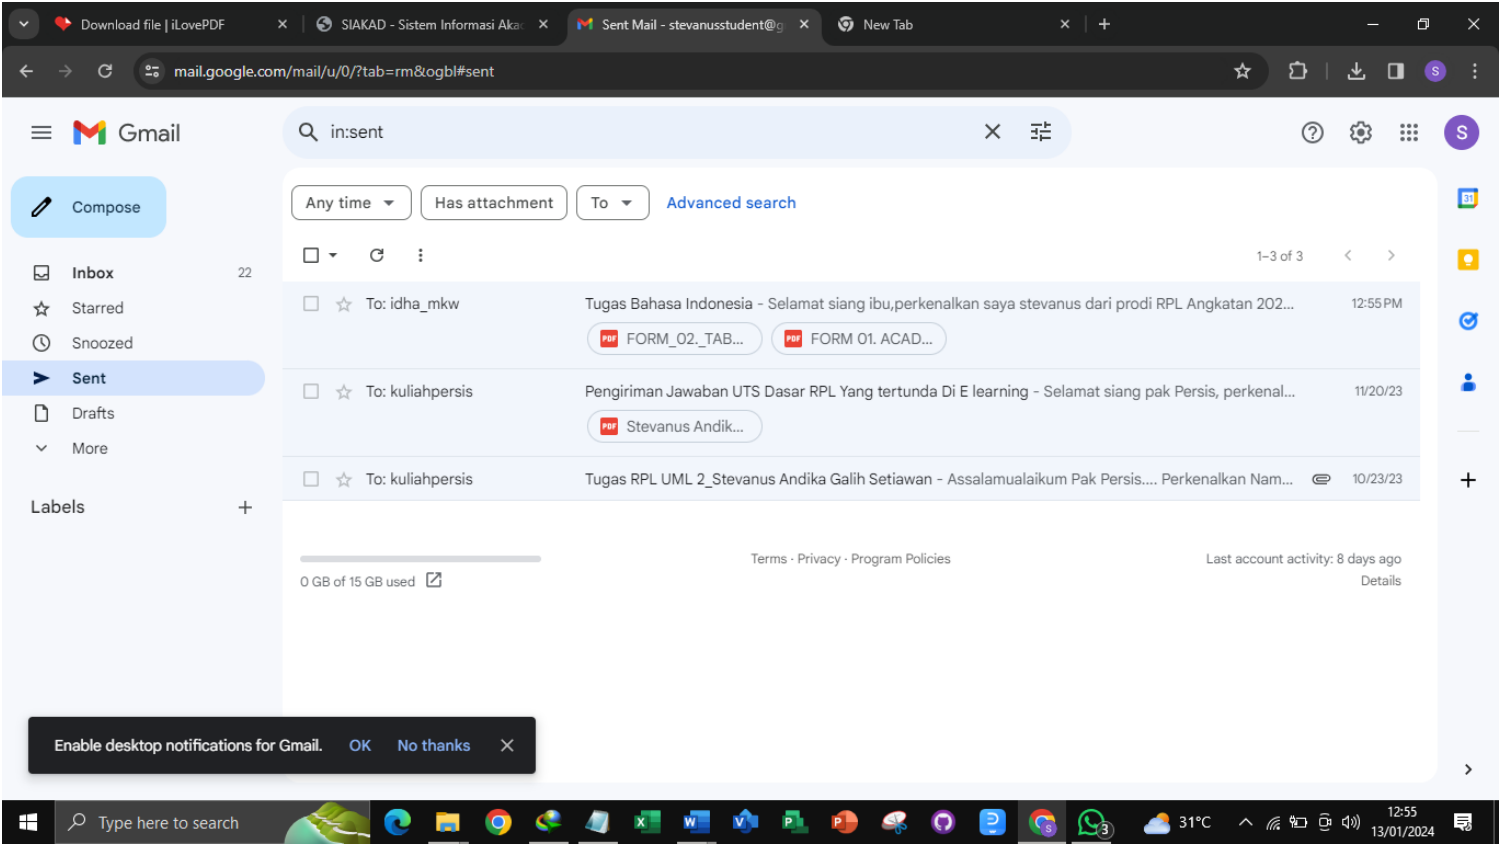 Download file | iLovePDF
SIAKAD - Sistem Informasi Aka
Sent Mail - stevanusstudent@g
New Tab
mail.google.com/mail/u/0/?tab=rm&ogbl#sent
S
Gmail
in:sent
S
Compose
Any time
Has attachment
To
Advanced search
31
1–3 of 3
Inbox 22
Starred
Snoozed
Sent
Drafts
More
Labels
To: idha_mkw Tugas Bahasa Indonesia - Selamat siang ibu,perkenalkan saya stevanus dari prodi RPL Angkatan 202... 12:55 PM
PDF FORM_02._TAB... PDF FORM 01. ACAD...
To: kuliahpersis Pengiriman Jawaban UTS Dasar RPL Yang tertunda Di E learning - Selamat siang pak Persis, perkenal... 11/20/23
PDF Stevanus Andik...
To: kuliahpersis Tugas RPL UML 2_Stevanus Andika Galih Setiawan - Assalamualaikum Pak Persis.... Perkenalkan Nam... 10/23/23
0 GB of 15 GB used
Terms · Privacy · Program Policies
Last account activity: 8 days ago
Details
Enable desktop notifications for Gmail. OK No thanks
Type here to search
3
31°C
12:55
13/01/2024